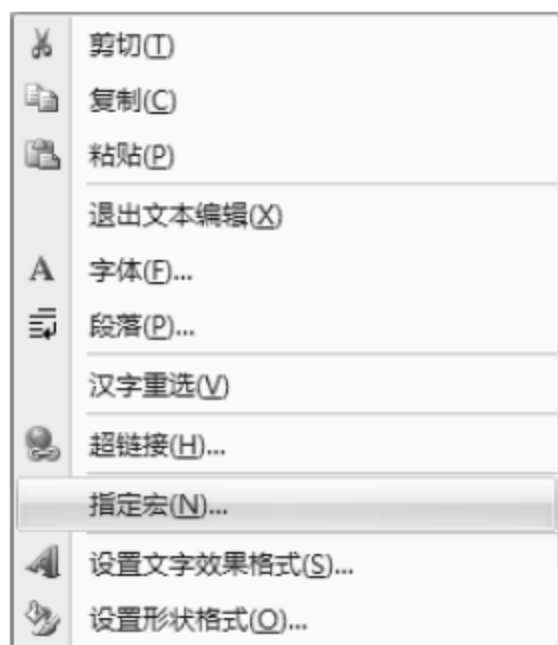 剪切(T)
复制(C)
粘贴(P)
退出文本编辑(X)
字体(F)...
段落(P)...
汉字重选(V)
超链接(H)...
指定宏(N)...
设置文字效果格式(S)...
设置形状格式(O)...